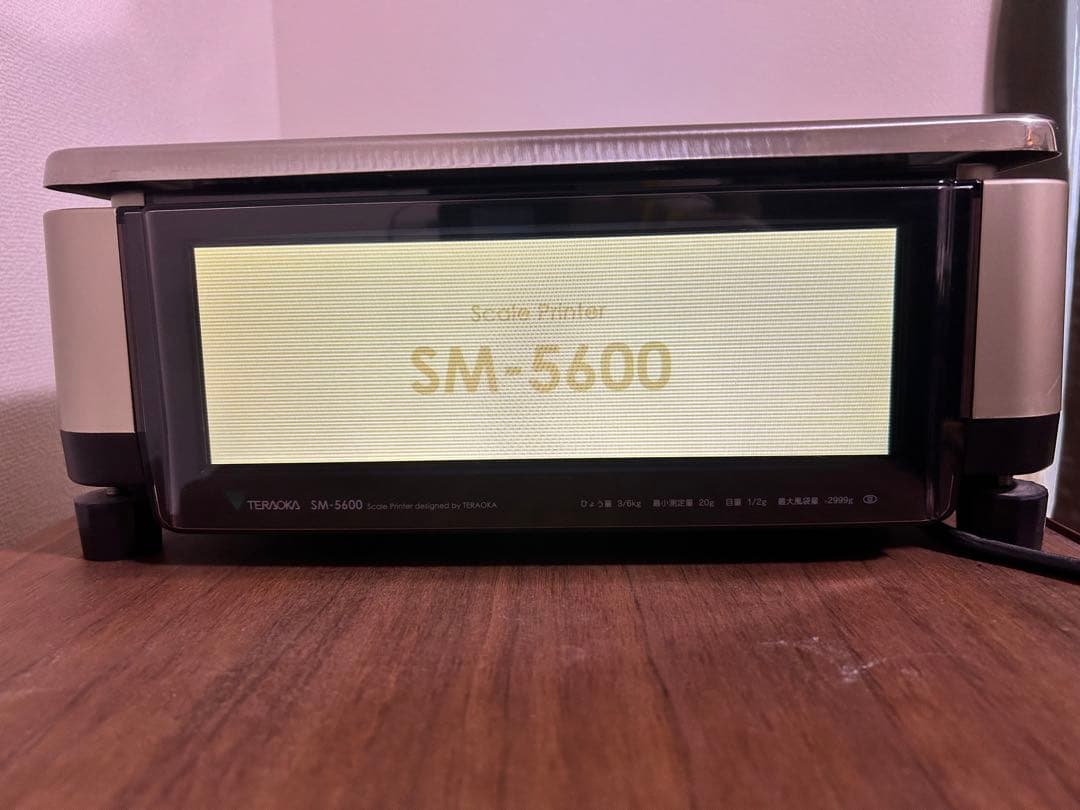 Scale Printer
SM-5600
TERAOKA SM-5600 Scale Printer designed by TERAOKA ひょう量 3/6kg 最小測定量 20g 目量 1/2g 最大風袋量 -2999g